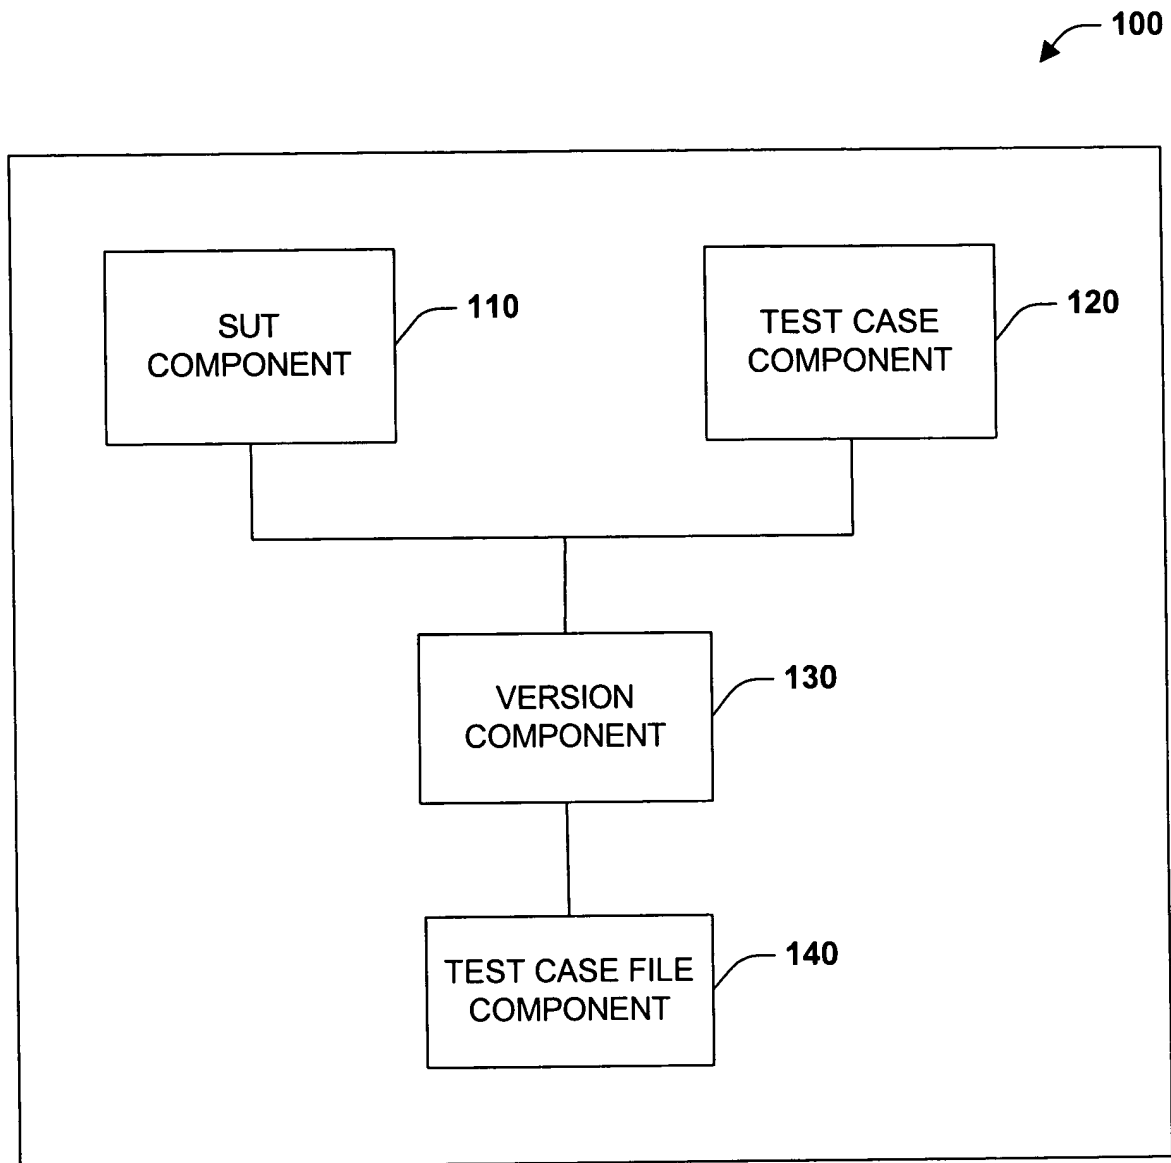 100
SUT
COMPONENT
110
TEST CASE
COMPONENT
120
VERSION
COMPONENT
130
TEST CASE FILE
COMPONENT
140